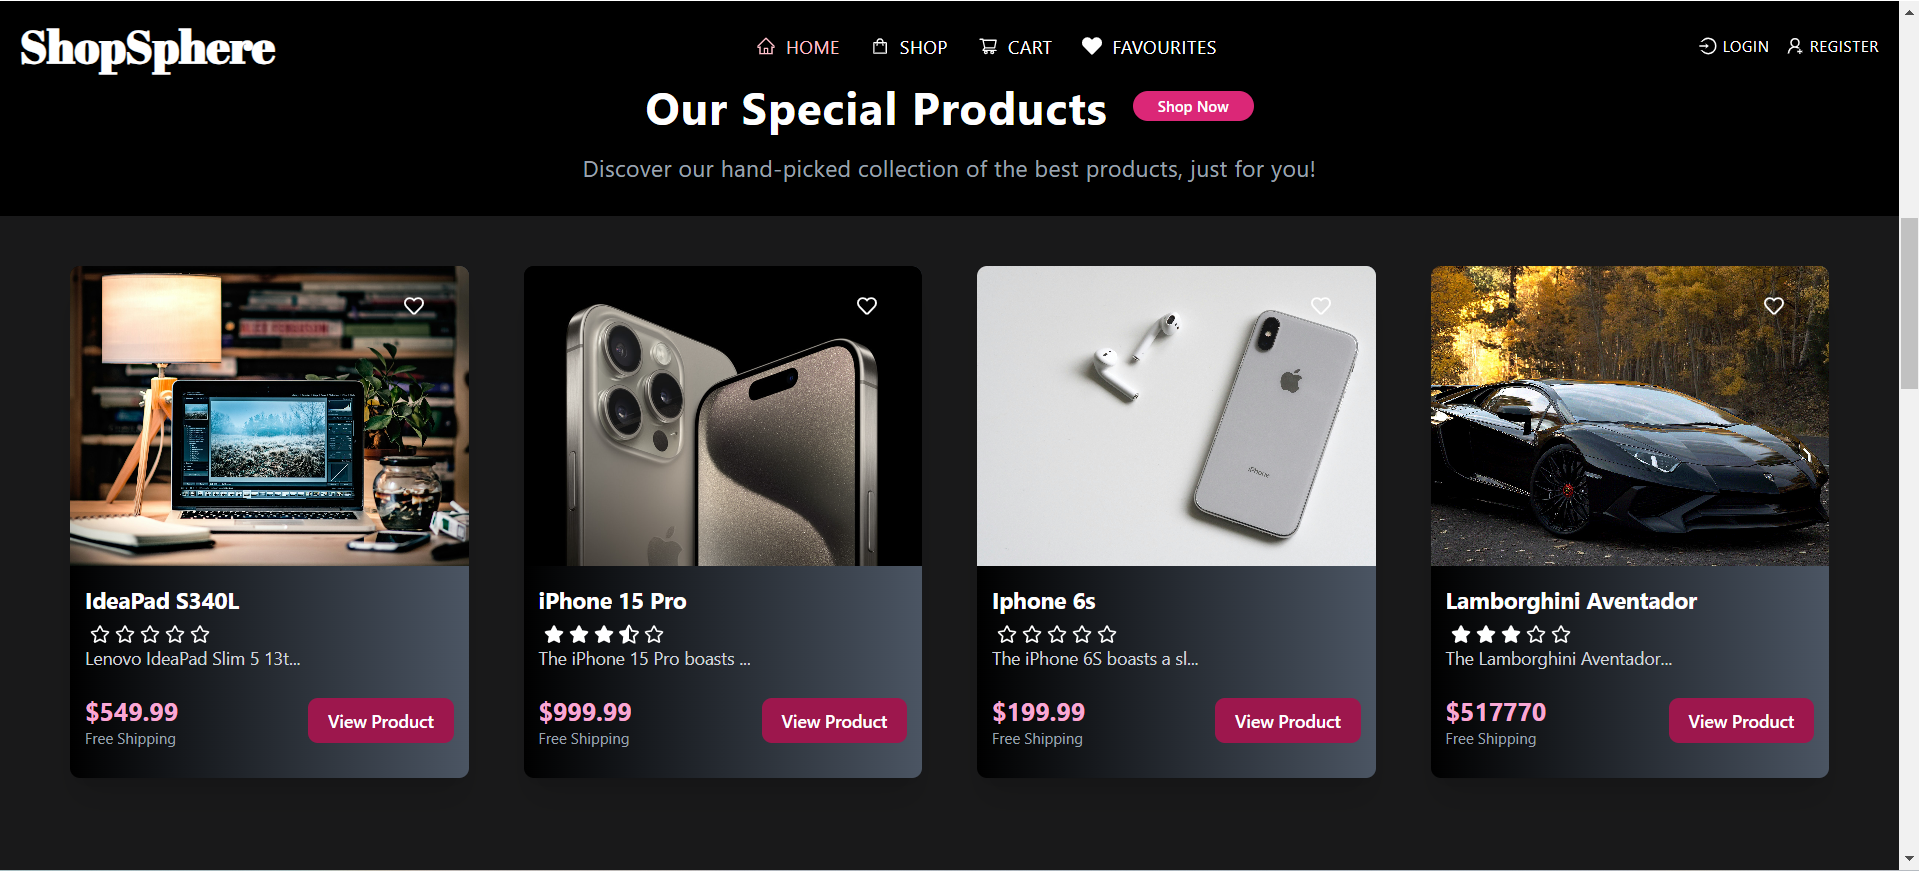 ShopSphere
HOME
SHOP
CART
FAVOURITES
LOGIN
REGISTER
Our Special Products
Shop Now
Discover our hand-picked collection of the best products, just for you!
iPhone
IdeaPad S340L
Lenovo IdeaPad Slim 5 13t...
$549.99
Free Shipping
View Product
iPhone 15 Pro
The iPhone 15 Pro boasts ...
$999.99
Free Shipping
View Product
Iphone 6s
The iPhone 6S boasts a sl...
$199.99
Free Shipping
View Product
Lamborghini Aventador
The Lamborghini Aventador...
$517770
Free Shipping
View Product